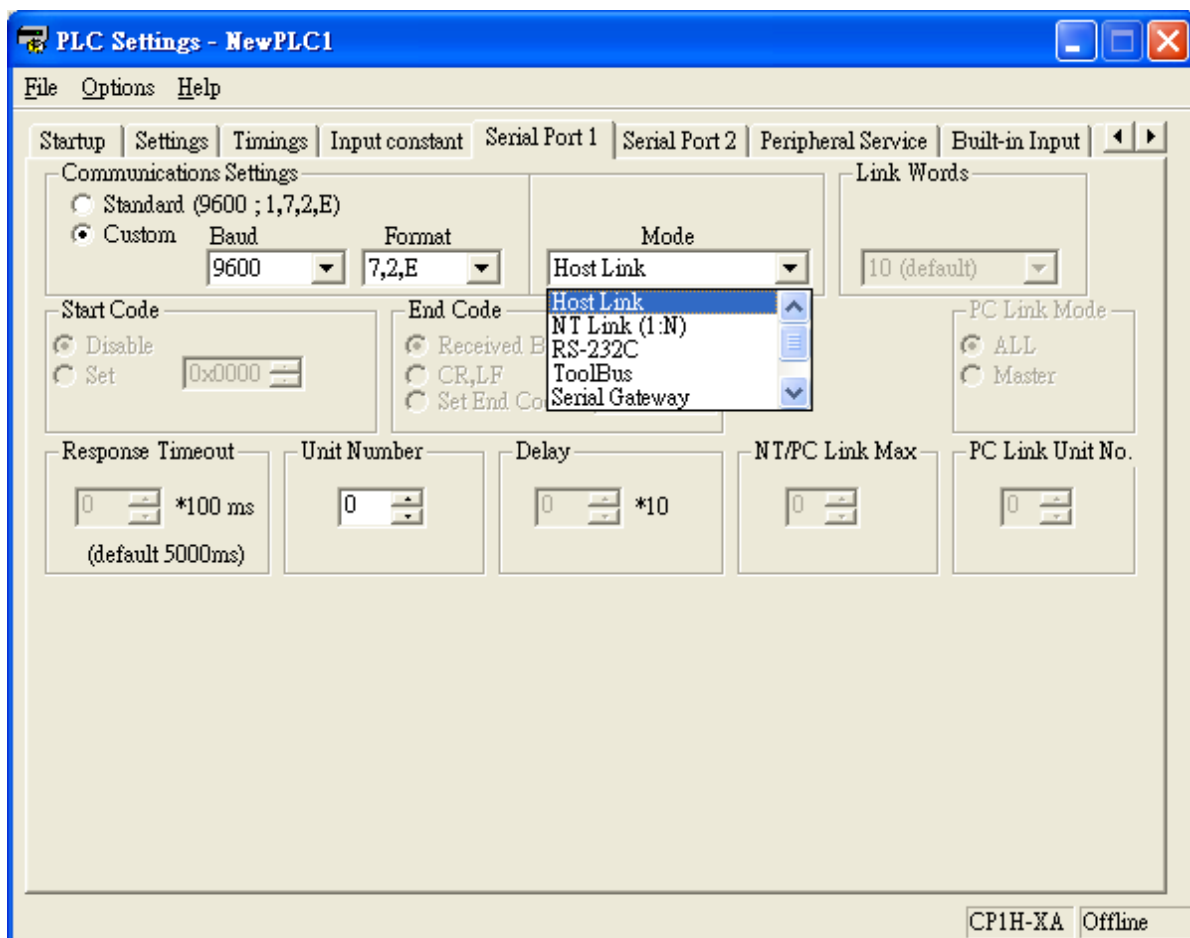 PLC Settings - NewPLC1
File Options Help
Startup Settings Timings Input constant Serial Port 1 Serial Port 2 Peripheral Service Built-in Input
Communications Settings
Standard (9600 ; 1,7,2,E)
Custom
Baud
9600
Format
7,2,E
Mode
Host Link
Host Link
NT Link (1:N)
RS-232C
ToolBus
Serial Gateway
Link Words
10 (default)
Start Code
Disable
Set 0x0000
End Code
Received B
CR,LF
Set End Co
PC Link Mode
ALL
Master
Response Timeout
0 *100 ms
(default 5000ms)
Unit Number
0
Delay
0 *10
NT/PC Link Max
0
PC Link Unit No.
0
CP1H-XA Offline